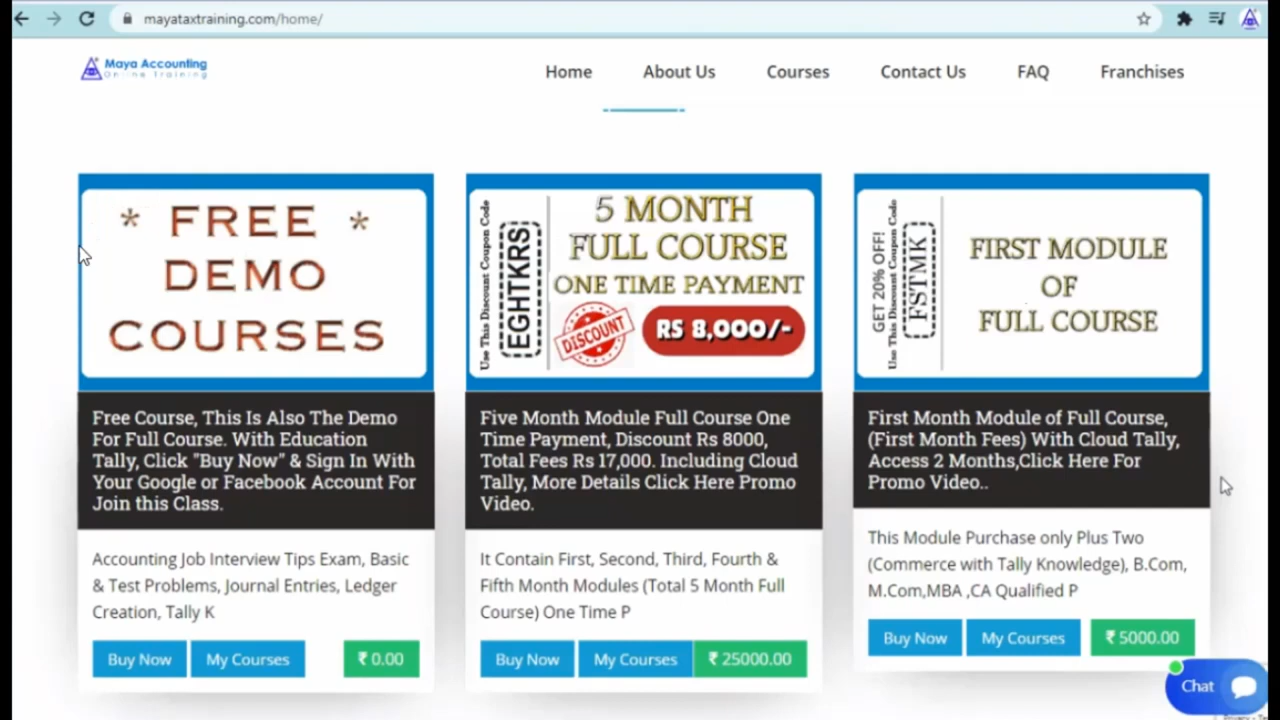 mayataxtraining.com/home/
Maya Accounting
Online Training
Home
About Us
Courses
Contact Us
FAQ
Franchises
* FREE *
DEMO
COURSES
Free Course, This Is Also The Demo
For Full Course. With Education
Tally, Click "Buy Now" & Sign In With
Your Google or Facebook Account For
Join this Class.
Accounting Job Interview Tips Exam, Basic
& Test Problems, Journal Entries, Ledger
Creation, Tally K
Buy Now
My Courses
₹ 0.00
Use This Discount Coupon Code
EGHTKRS
5 MONTH
FULL COURSE
ONE TIME PAYMENT
DISCOUNT
RS 8,000/-
Five Month Module Full Course One
Time Payment, Discount Rs 8000,
Total Fees Rs 17,000. Including Cloud
Tally, More Details Click Here Promo
Video.
It Contain First, Second, Third, Fourth &
Fifth Month Modules (Total 5 Month Full
Course) One Time P
Buy Now
My Courses
₹ 25000.00
GET 20% OFF!
Use This Discount Coupon Code
FSTMK
FIRST MODULE
OF
FULL COURSE
First Month Module of Full Course,
(First Month Fees) With Cloud Tally,
Access 2 Months,Click Here For
Promo Video..
This Module Purchase only Plus Two
(Commerce with Tally Knowledge), B.Com,
M.Com,MBA ,CA Qualified P
Buy Now
My Courses
₹ 5000.00
Chat